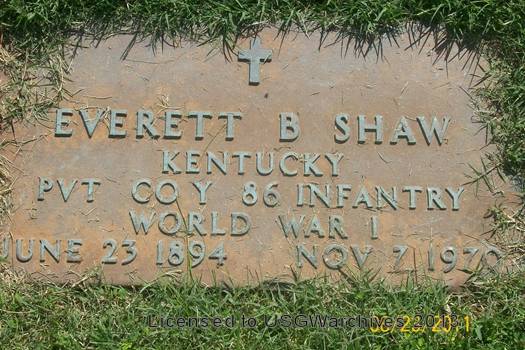 EVERETT B SHAW
KENTUCKY
PVT CO Y 86 INFANTRY
WORLD WAR I
JUNE 23 1894 NOV 7 1970
Licensed to USGWarchives